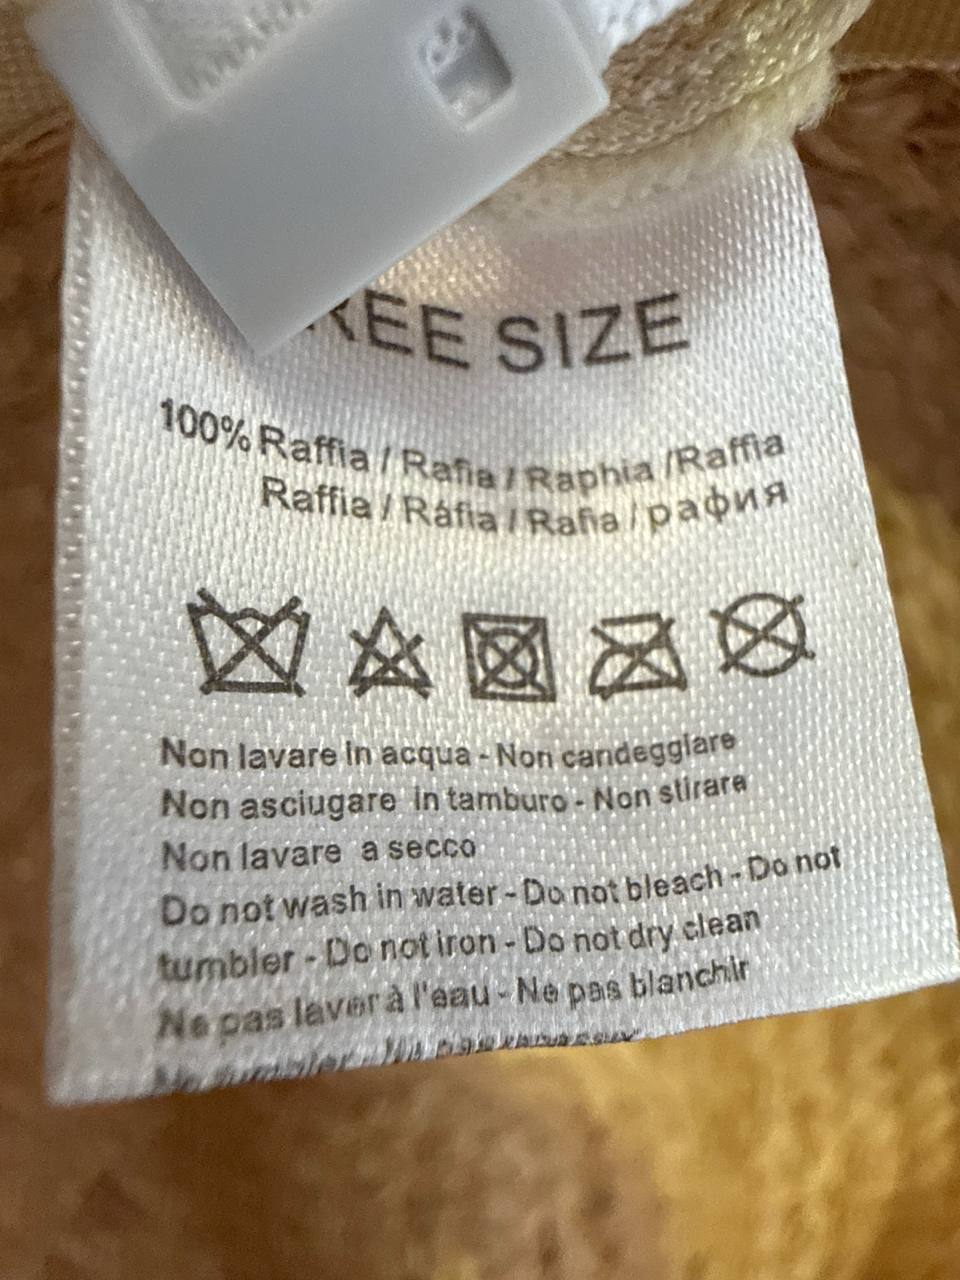 REE SIZE
100% Raffia / Rafia / Raphia /Raffia
Raffia / Ráfia / Rafia / рафия
Non lavare in acqua - Non candeggiare
Non asciugare in tamburo - Non stirare
Non lavare a secco
Do not wash in water - Do not bleach - Do not
tumbler - Do not iron - Do not dry clean
Ne pas laver à l'eau - Ne pas blanchir